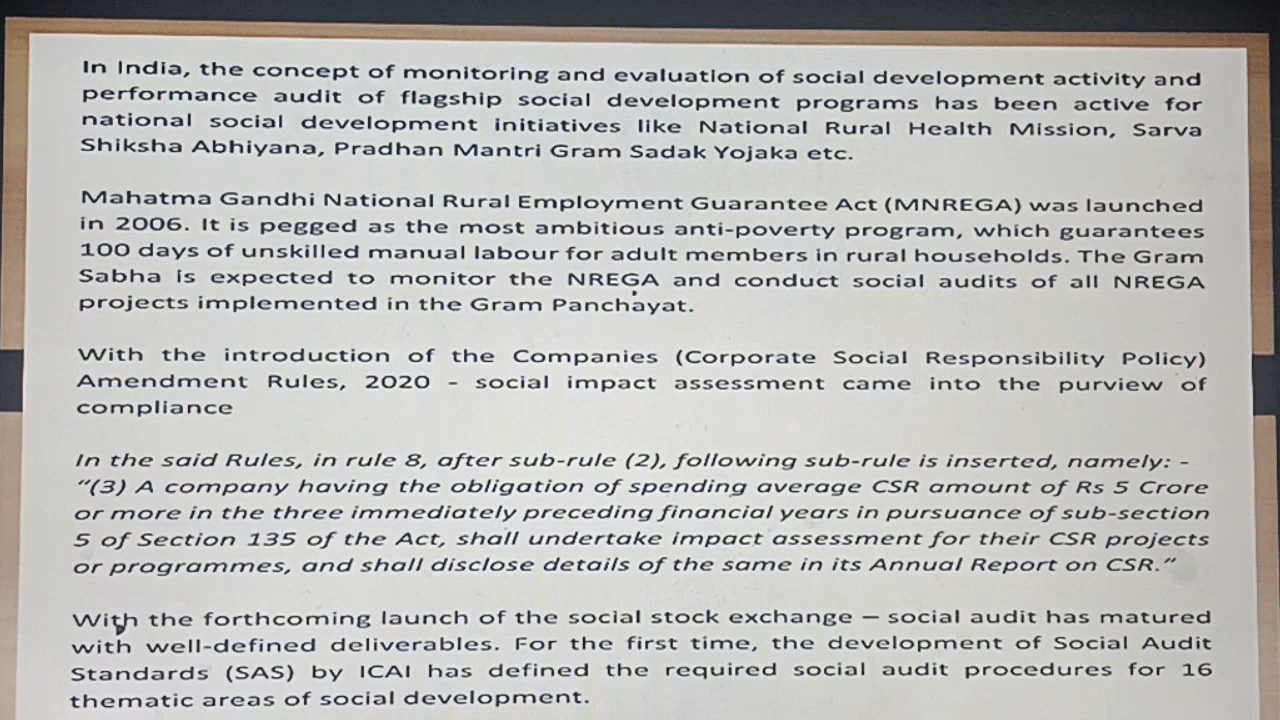 In India, the concept of monitoring and evaluation of social development activity and
performance audit of flagship social development programs has been active for
national social development initiatives like National Rural Health Mission, Sarva
Shiksha Abhiyana, Pradhan Mantri Gram Sadak Yojaka etc.
Mahatma Gandhi National Rural Employment Guarantee Act (MNREGA) was launched
in 2006. It is pegged as the most ambitious anti-poverty program, which guarantees
100 days of unskilled manual labour for adult members in rural households. The Gram
Sabha is expected to monitor the NREGA and conduct social audits of all NREGA
projects implemented in the Gram Panchayat.
With the introduction of the Companies (Corporate Social Responsibility Policy)
Amendment Rules, 2020 - social impact assessment came into the purview of
compliance
In the said Rules, in rule 8, after sub-rule (2), following sub-rule is inserted, namely: -
"(3) A company having the obligation of spending average CSR amount of Rs 5 Crore
or more in the three immediately preceding financial years in pursuance of sub-section
5 of Section 135 of the Act, shall undertake impact assessment for their CSR projects
or programmes, and shall disclose details of the same in its Annual Report on CSR."
With the forthcoming launch of the social stock exchange – social audit has matured
with well-defined deliverables. For the first time, the development of Social Audit
Standards (SAS) by ICAI has defined the required social audit procedures for 16
thematic areas of social development.